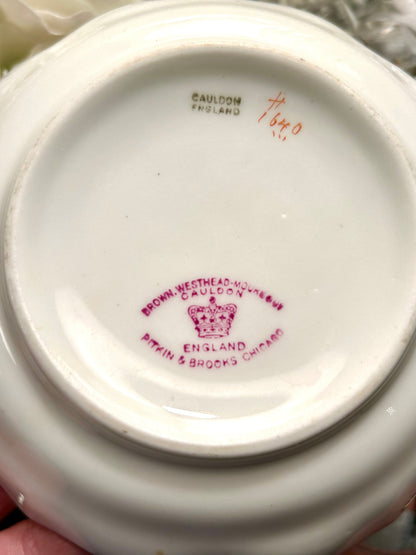 CAULDON
ENGLAND
# 1640
BROWN-WESTHEAD-MOORE & Co
CAULDON
ENGLAND
PITKIN & BROOKS CHICAGO